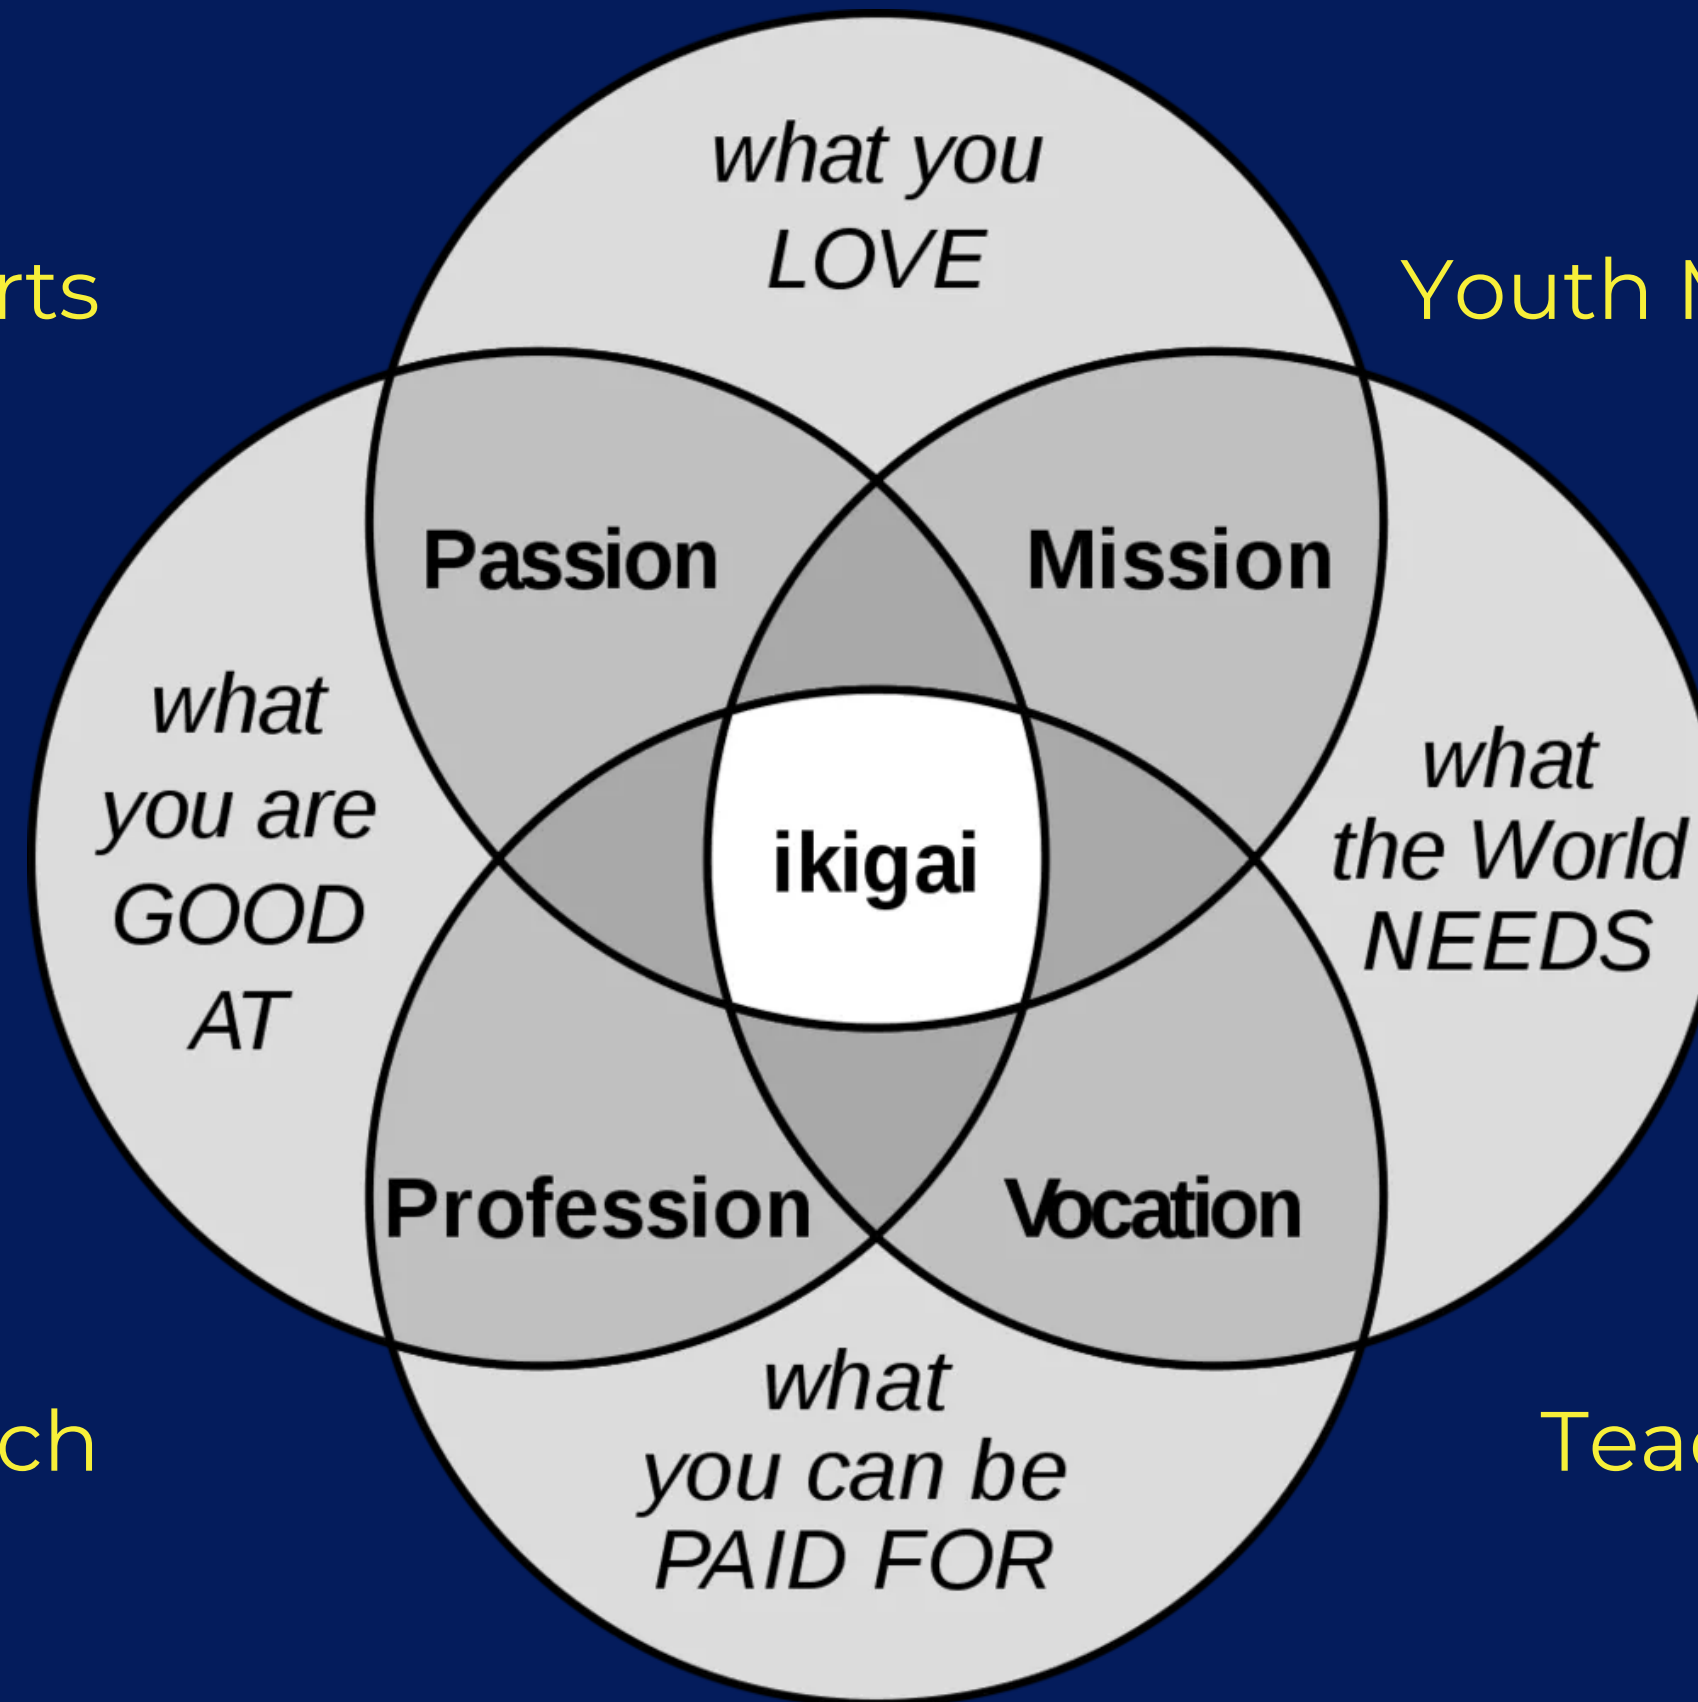 what you
LOVE
rts
Youth
Passion
Mission
what
you are
GOOD
AT
what
the World
NEEDS
ikigai
Profession
Vocation
what
you can be
PAID FOR
ch
Tea